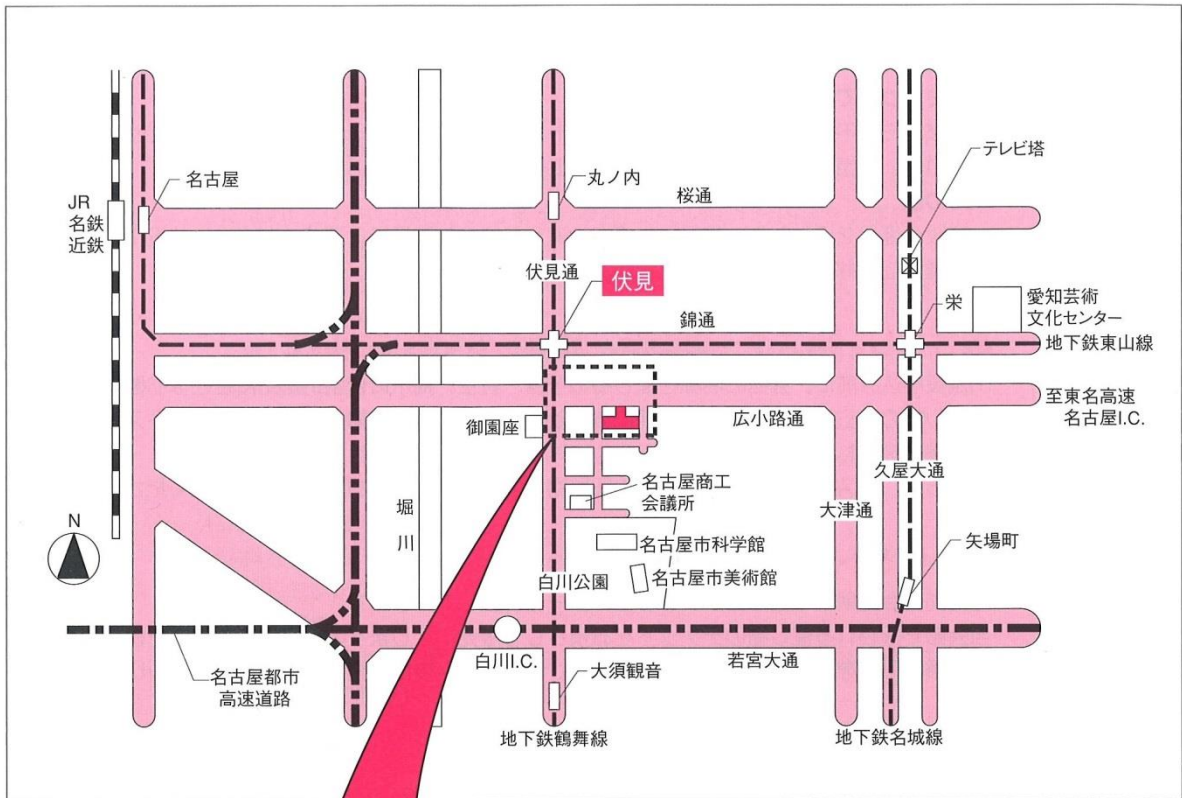 テレビ塔
名古屋
丸ノ内
桜通
JR
名鉄
近鉄
伏見通
伏見
栄
愛知芸術
文化センター
錦通
地下鉄東山線
至東名高速
名古屋I.C.
御園座
広小路通
久屋大通
名古屋商工
会議所
堀川
大津通
N
名古屋市科学館
矢場町
白川公園
名古屋市美術館
白川I.C.
若宮大通
大須観音
名古屋都市
高速道路
地下鉄鶴舞線
地下鉄名城線